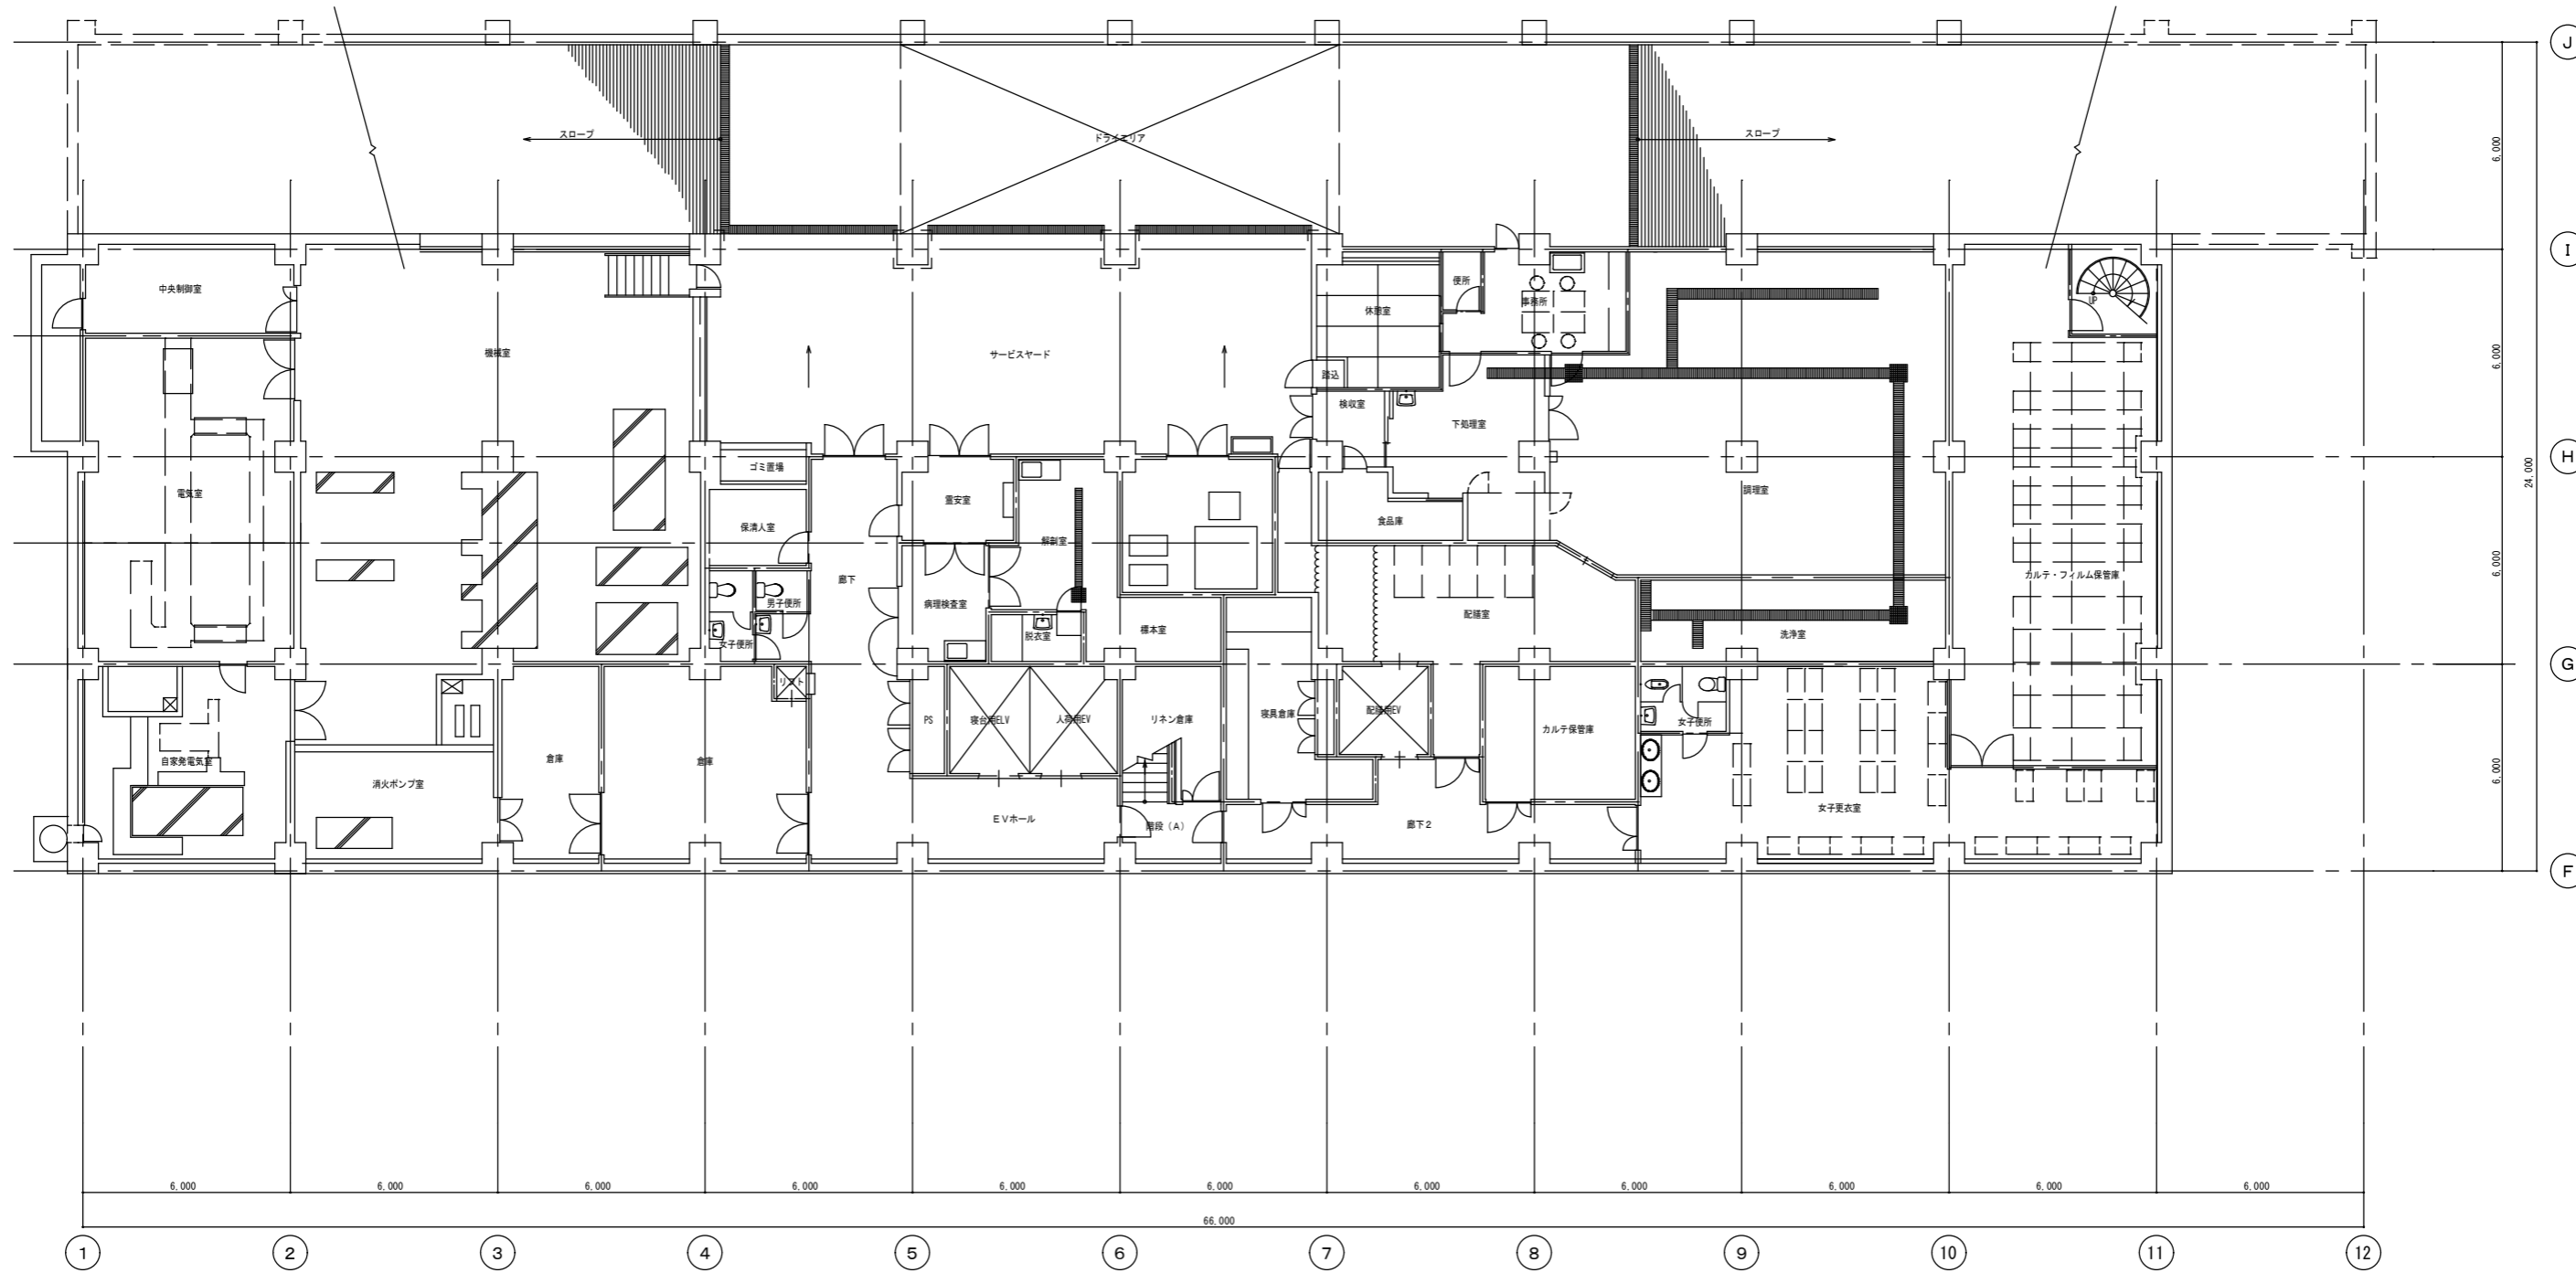 J
スロープ
ドライエリア
スロープ
6,000
I
中央制御室
便所
事務所
UP
休憩室
機械室
サービスヤード
6,000
踏込
検収室
下処理室
H
ゴミ置場
24,000
電気室
霊安室
調理室
保清人室
食品庫
解剖室
6,000
廊下
カルテ・フィルム保管庫
男子便所
病理検査室
配膳室
標本室
脱衣室
洗浄室
女子便所
G
リフト
PS
寝台用ELV
人荷用EV
リネン倉庫
寝具倉庫
配膳用EV
女子便所
カルテ保管庫
自家発電気室
倉庫
倉庫
6,000
消火ポンプ室
女子更衣室
EVホール
階段(A)
廊下2
F
6,000
6,000
6,000
6,000
6,000
6,000
6,000
6,000
6,000
6,000
6,000
66,000
1
2
3
4
5
6
7
8
9
10
11
12